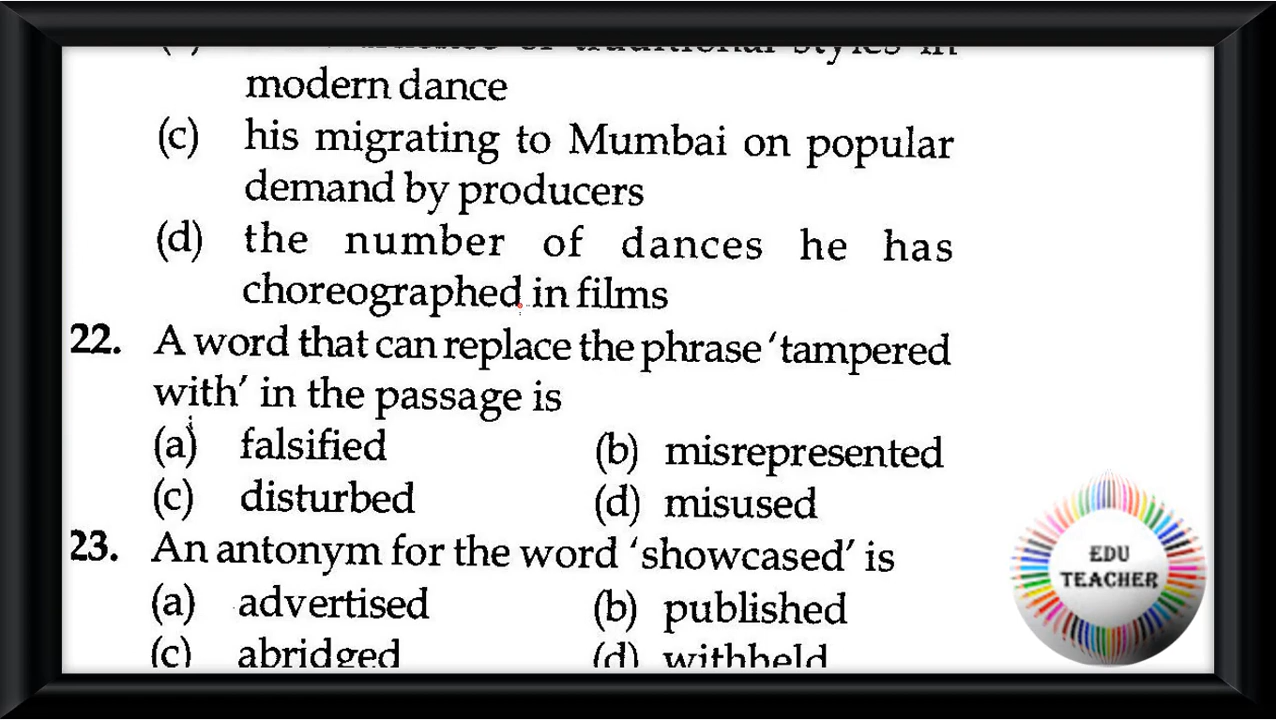 styles in
modern dance
(c) his migrating to Mumbai on popular
demand by producers
(d) the number of dances he has
choreographed in films
22. A word that can replace the phrase ‘tampered
with’ in the passage is
(a) falsified (b) misrepresented
(c) disturbed (d) misused
23. An antonym for the word ‘showcased’ is
(a) advertised (b) published
(c) abridged (d) withheld
EDU
TEACHER